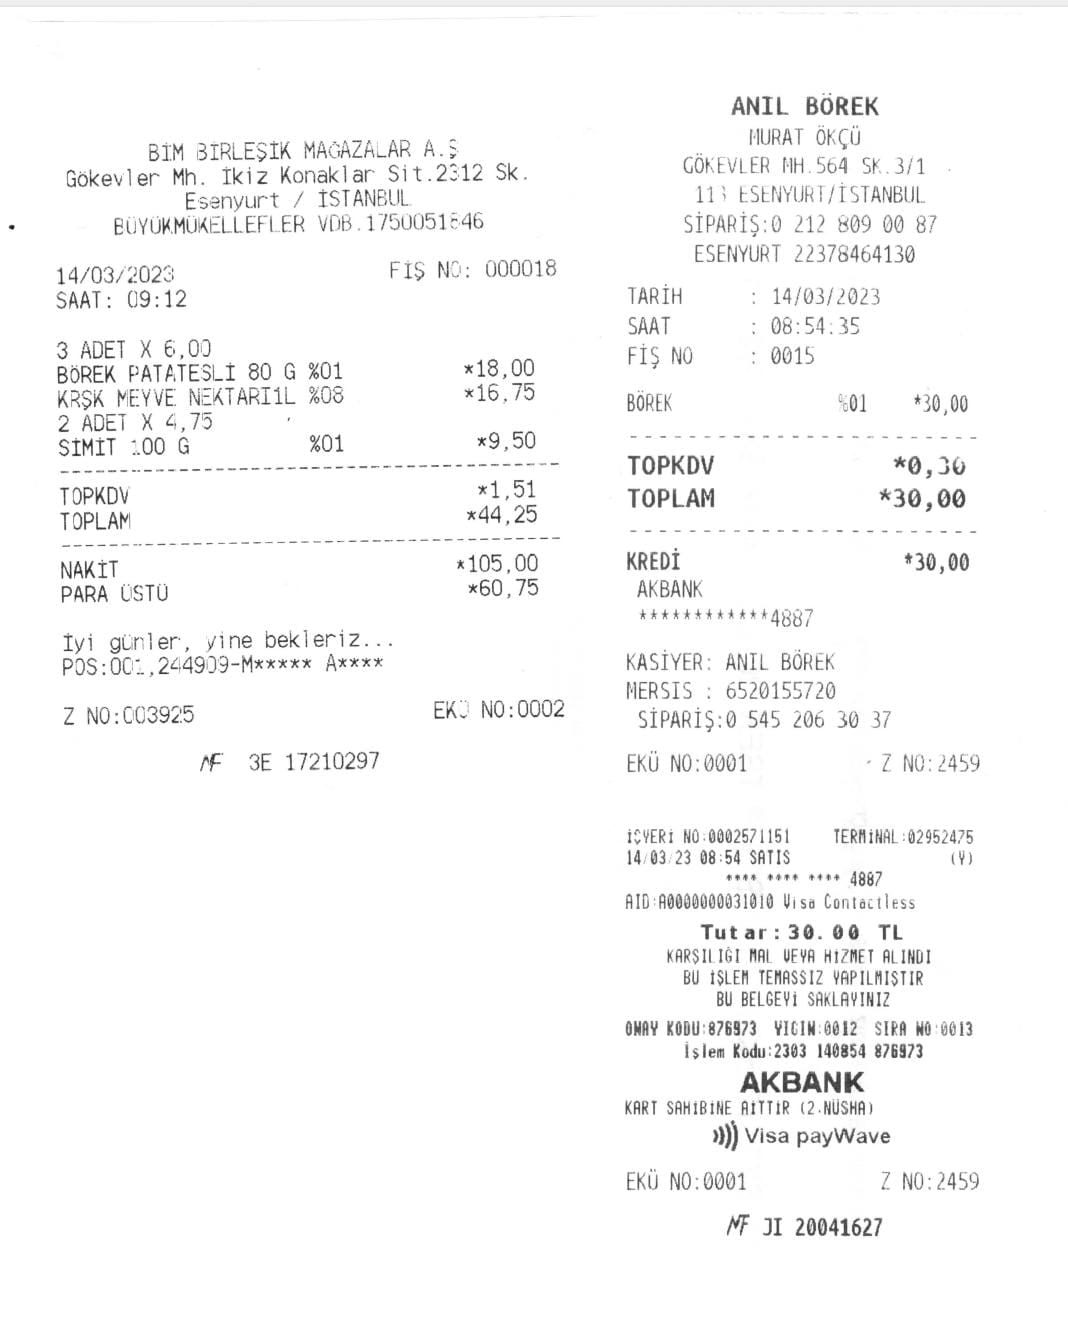 BİM BİRLEŞİK MAĞAZALAR A.Ş
Gökevler Mh. İkiz Konaklar Sit.2312 Sk.
Esenyurt / İSTANBUL
BÜYÜKMÜKELLEFLER VDB.1750051846
14/03/2023 FİŞ NO: 000018
SAAT: 09:12
3 ADET X 6,00
BÖREK PATATESLİ 80 G %01 *18,00
KRŞK MEYVE NEKTARI1L %08 *16,75
2 ADET X 4,75
SİMİT 100 G %01 *9,50
TOPKDV *1,51
TOPLAM *44,25
NAKİT *105,00
PARA ÜSTÜ *60,75
İyi günler, yine bekleriz...
POS:001,244909-M***** A****
Z NO:003925 EKÜ NO:0002
MF 3E 17210297
ANIL BÖREK
MURAT ÖKÇÜ
GÖKEVLER MH.564 SK.3/1
113 ESENYURT/İSTANBUL
SİPARİŞ:0 212 809 00 87
ESENYURT 22378464130
TARİH : 14/03/2023
SAAT : 08:54:35
FİŞ NO : 0015
BÖREK %01 *30,00
TOPKDV *0,30
TOPLAM *30,00
KREDİ *30,00
AKBANK
************4887
KASİYER: ANIL BÖREK
MERSIS : 6520155720
SİPARİŞ:0 545 206 30 37
EKÜ NO:0001 Z NO:2459
İŞYERİ NO:0002571151 TERMİNAL:02952475
14/03/23 08:54 SATIS (Y)
**** **** **** 4887
AID:A0000000031010 Visa Contactless
Tutar:30.00 TL
KARŞILIĞI MAL VEYA HİZMET ALINDI
BU İŞLEM TEMASSIZ YAPILMIŞTIR
BU BELGEYİ SAKLAYINIZ
ONAY KODU:876973 YIGIN:0012 SIRA NO:0013
İşlem Kodu:2303 140854 876973
AKBANK
KART SAHİBİNE AİTTİR (2.NÜSHA)
Visa payWave
EKÜ NO:0001 Z NO:2459
MF JI 20041627